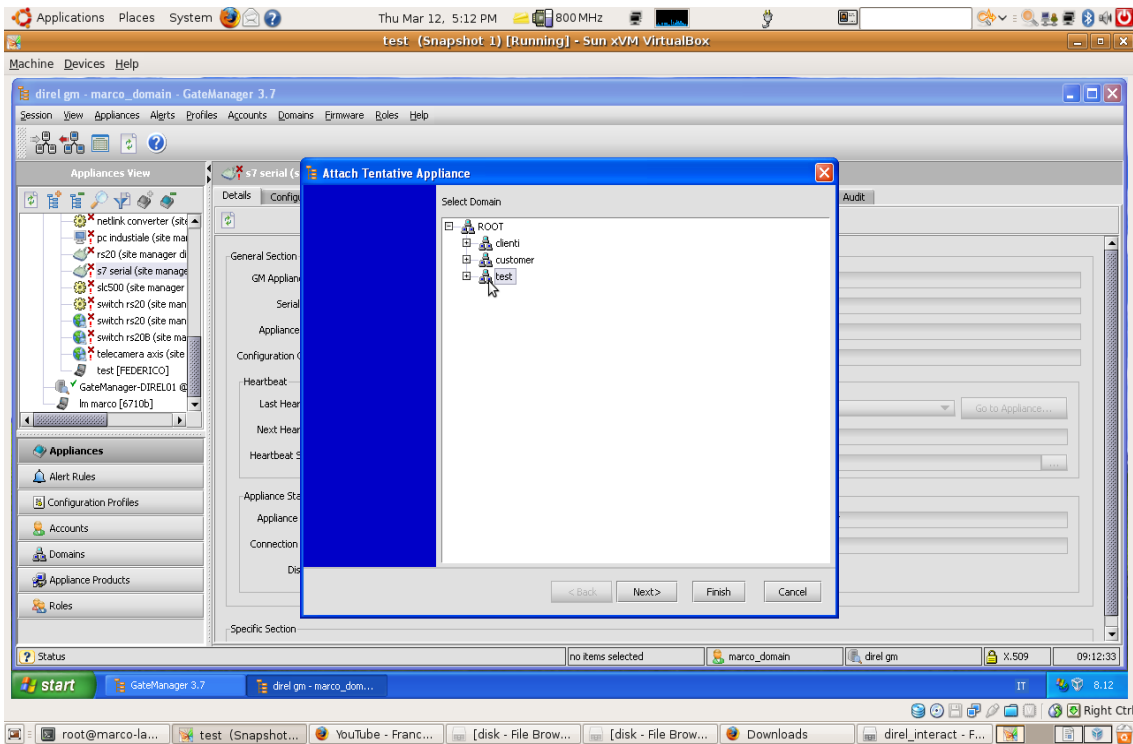 Applications Places System Thu Mar 12, 5:12 PM 800 MHz
test (Snapshot 1) [Running] - Sun xVM VirtualBox
Machine Devices Help
direl gm - marco_domain - GateManager 3.7
Session View Appliances Alerts Profiles Accounts Domains Firmware Roles Help
Appliances View
s7 serial (s
Attach Tentative Appliance
Details
Configu
Audit
netlink converter (site
pc industiale (site mar
rs20 (site manager di
s7 serial (site manage
slc500 (site manager
switch rs20 (site man
switch rs20 (site man
switch rs20B (site ma
telecamera axis (site
test [FEDERICO]
GateManager-DIREL01 @
lm marco [6710b]
Appliances
Alert Rules
Configuration Profiles
Accounts
Domains
Appliance Products
Roles
General Section
GM Applian
Serial
Appliance
Configuration C
Heartbeat
Last Hear
Next Hear
Heartbeat S
Appliance Sta
Appliance
Connection
Dis
Specific Section
Select Domain
ROOT
clienti
customer
test
Go to Appliance...
....
< Back Next> Finish Cancel
Status no items selected marco_domain direl gm X.509 09:12:33
start GateManager 3.7 direl gm - marco_dom... IT 8.12
Right Ctrl
root@marco-la... test (Snapshot... YouTube - Franc... [disk - File Brow... [disk - File Brow... Downloads direl_interact - F...